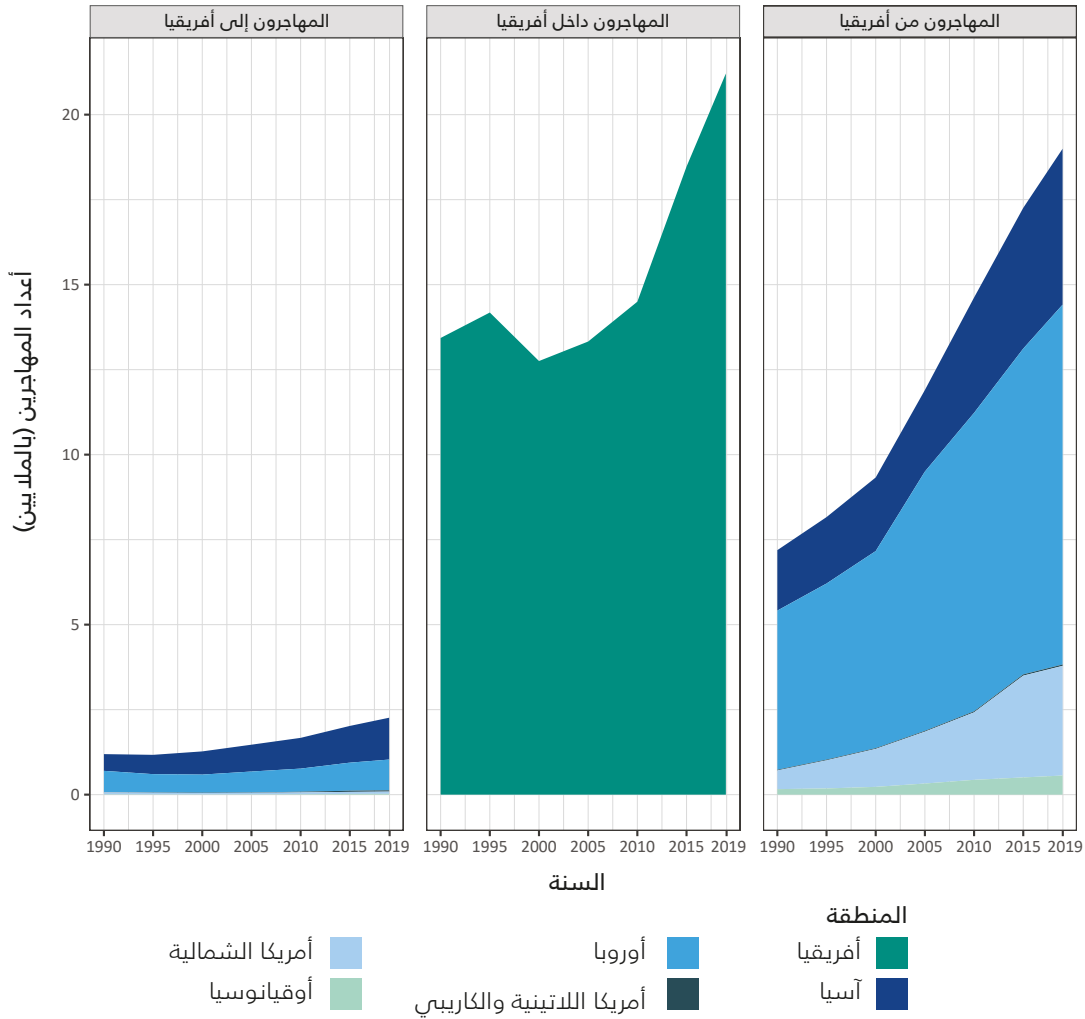 المهاجرون إلى أفريقيا
المهاجرون داخل أفريقيا
المهاجرون من أفريقيا
أعداد المهاجرين (بالملايين)
20
15
10
5
0
1990 1995 2000 2005 2010 2015 2019
1990 1995 2000 2005 2010 2015 2019
1990 1995 2000 2005 2010 2015 2019
السنة
المنطقة
أفريقيا
أوروبا
أمريكا الشمالية
آسيا
أمريكا اللاتينية والكاريبي
أوقيانوسيا